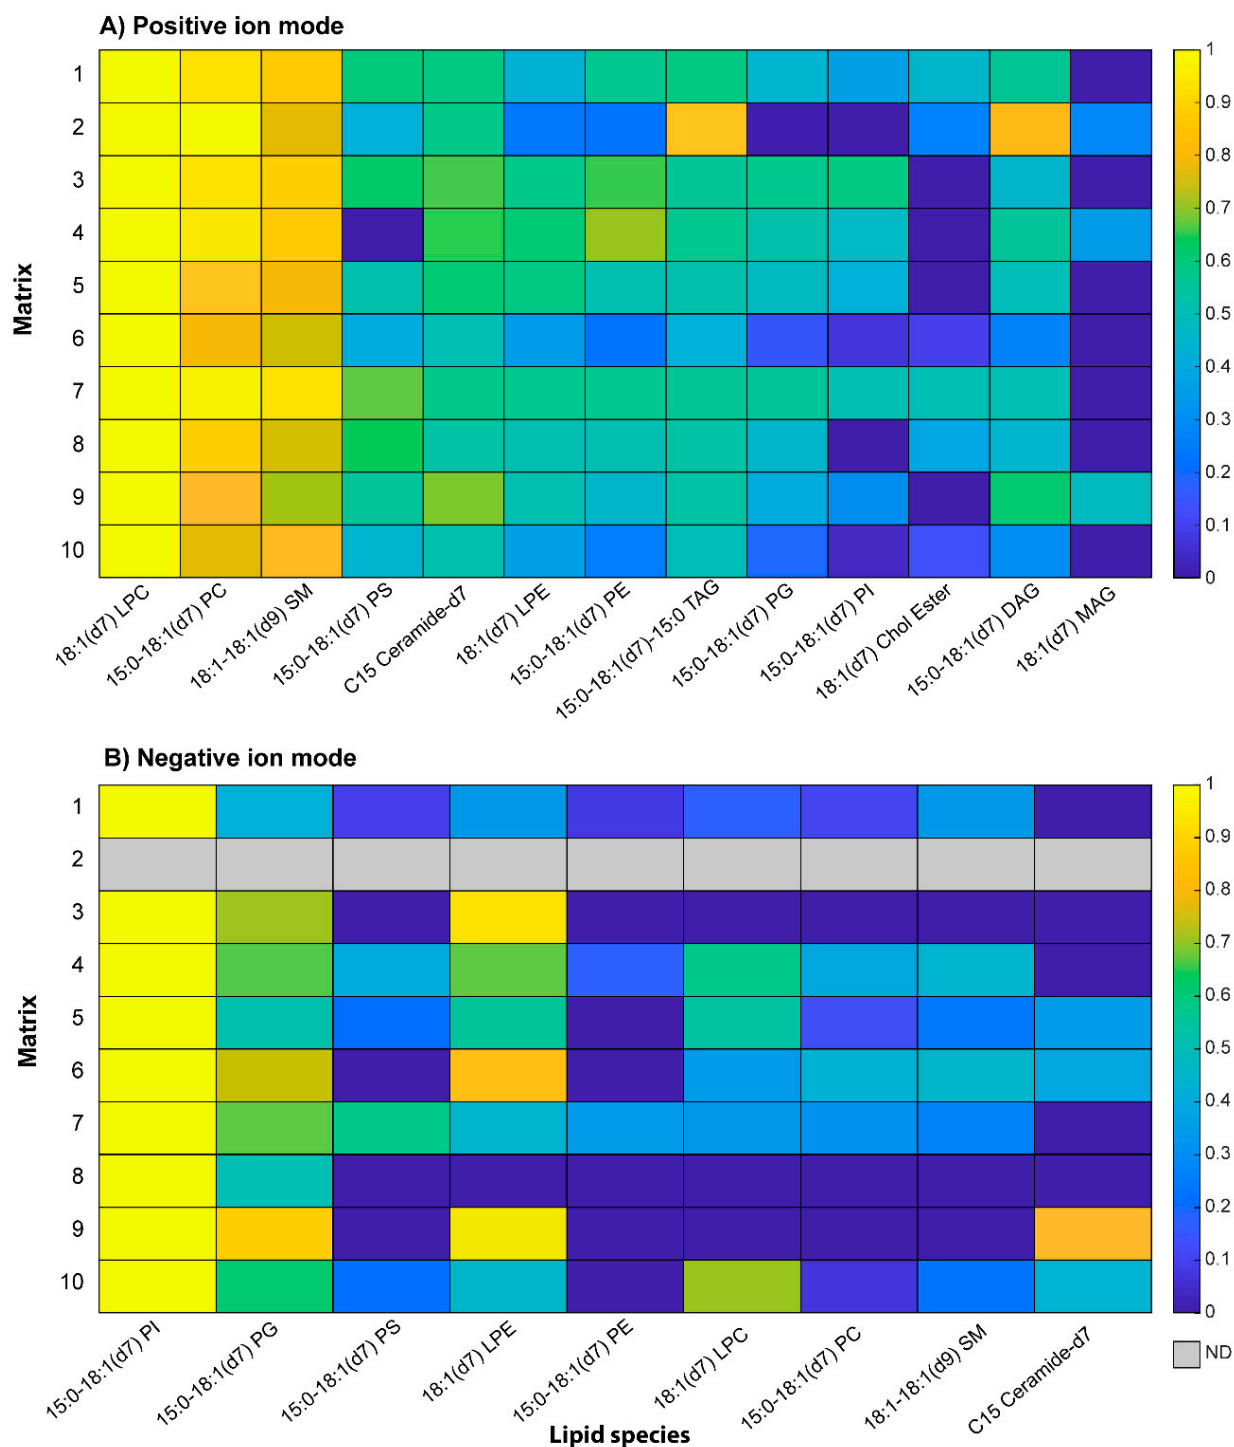 A) Positive ion mode
Matrix
1
2
3
4
5
6
7
8
9
10
1
0.9
0.8
0.7
0.6
0.5
0.4
0.3
0.2
0.1
0
18:1(d7) LPC
15:0-18:1(d7) PC
18:1-18:1(d9) SM
15:0-18:1(d7) PS
C15 Ceramide-d7
18:1(d7) LPE
15:0-18:1(d7) PE
15:0-18:1(d7)-15:0 TAG
15:0-18:1(d7) PG
15:0-18:1(d7) PI
18:1(d7) Chol Ester
15:0-18:1(d7) DAG
18:1(d7) MAG
B) Negative ion mode
Matrix
1
2
3
4
5
6
7
8
9
10
1
0.9
0.8
0.7
0.6
0.5
0.4
0.3
0.2
0.1
0
ND
15:0-18:1(d7) PI
15:0-18:1(d7) PG
15:0-18:1(d7) PS
18:1(d7) LPE
15:0-18:1(d7) PE
18:1(d7) LPC
15:0-18:1(d7) PC
18:1-18:1(d9) SM
C15 Ceramide-d7
Lipid species